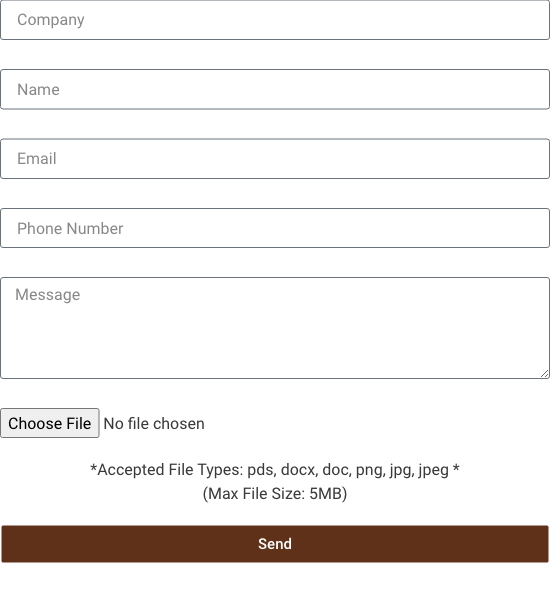 Company
Name
Email
Phone Number
Message
Choose File No file chosen
*Accepted File Types: pds, docx, doc, png, jpg, jpeg *
(Max File Size: 5MB)
Send